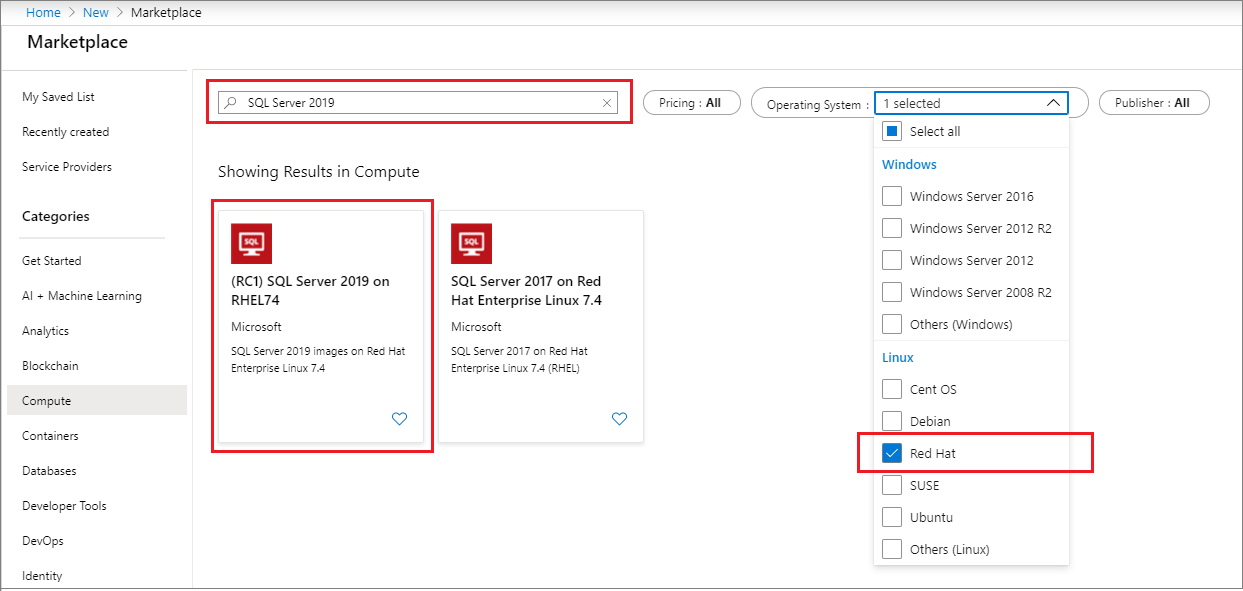 Home > New > Marketplace
Marketplace
My Saved List
Recently created
Service Providers
Categories
Get Started
AI + Machine Learning
Analytics
Blockchain
Compute
Containers
Databases
Developer Tools
DevOps
Identity
SQL Server 2019
Pricing : All
Operating System : 1 selected
Publisher : All
Showing Results in Compute
SQL
(RC1) SQL Server 2019 on
RHEL74
Microsoft
SQL Server 2019 images on Red Hat
Enterprise Linux 7.4
SQL
SQL Server 2017 on Red
Hat Enterprise Linux 7.4
Microsoft
SQL Server 2017 on Red Hat
Enterprise Linux 7.4 (RHEL)
Select all
Windows
Windows Server 2016
Windows Server 2012 R2
Windows Server 2012
Windows Server 2008 R2
Others (Windows)
Linux
Cent OS
Debian
Red Hat
SUSE
Ubuntu
Others (Linux)